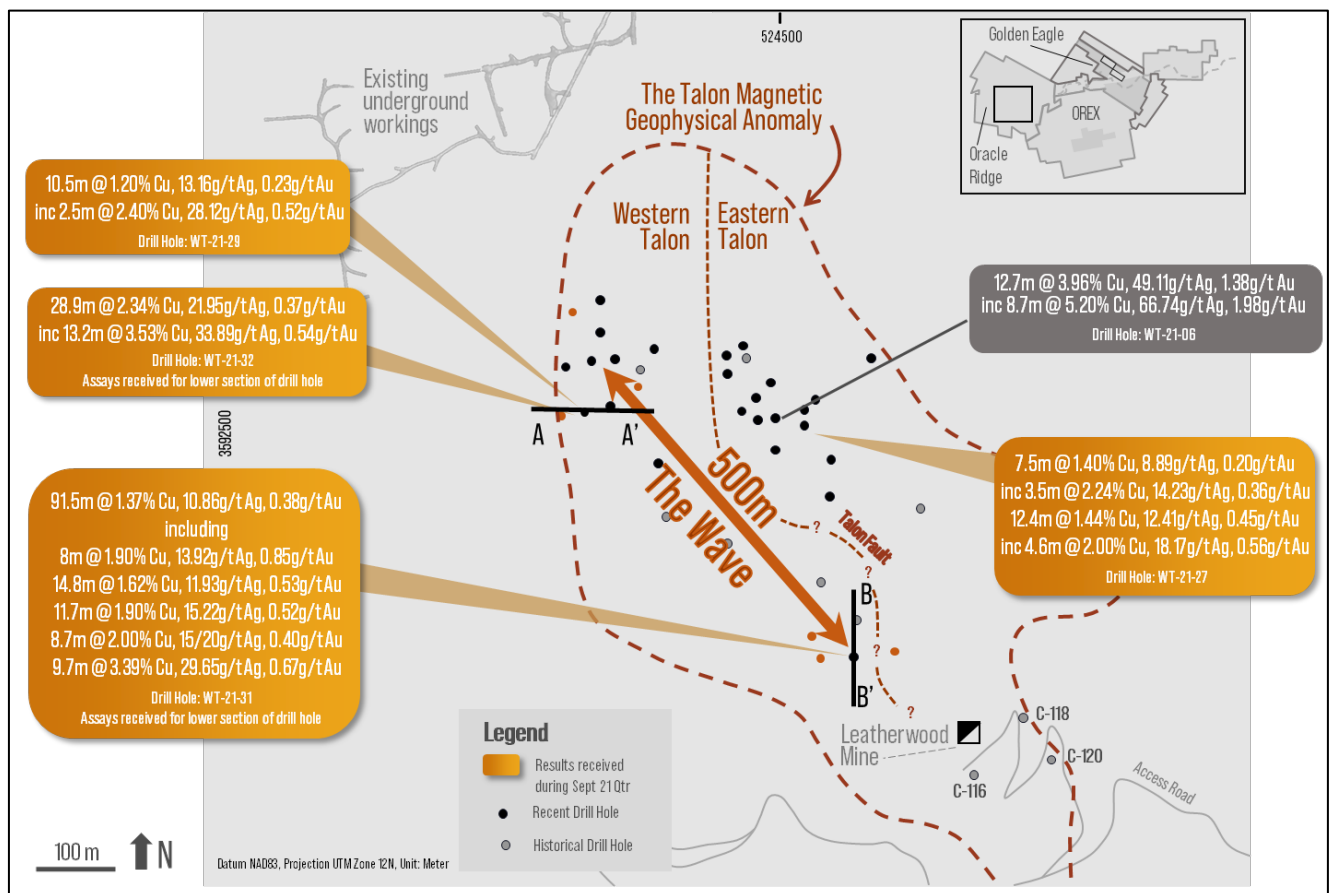 524500
Golden Eagle
OREX
Oracle
Ridge
Existing
underground
workings
The Talon Magnetic
Geophysical Anomaly
Western
Talon
Eastern
Talon
10.5m @ 1.20% Cu, 13.16g/tAg, 0.23g/tAu
inc 2.5m @ 2.40% Cu, 28.12g/tAg, 0.52g/tAu
Drill Hole: WT-21-29
28.9m @ 2.34% Cu, 21.95g/tAg, 0.37g/tAu
inc 13.2m @ 3.53% Cu, 33.89g/tAg, 0.54g/tAu
Drill Hole: WT-21-32
Assays received for lower section of drill hole
12.7m @ 3.96% Cu, 49.11g/tAg, 1.38g/tAu
inc 8.7m @ 5.20% Cu, 66.74g/tAg, 1.98g/tAu
Drill Hole: WT-21-06
3592500
A
A'
500m
The Wave
7.5m @ 1.40% Cu, 8.89g/tAg, 0.20g/tAu
inc 3.5m @ 2.24% Cu, 14.23g/tAg, 0.36g/tAu
12.4m @ 1.44% Cu, 12.41g/tAg, 0.45g/tAu
inc 4.6m @ 2.00% Cu, 18.17g/tAg, 0.56g/tAu
Drill Hole: WT-21-27
91.5m @ 1.37% Cu, 10.86g/tAg, 0.38g/tAu
including
8m @ 1.90% Cu, 13.92g/tAg, 0.85g/tAu
14.8m @ 1.62% Cu, 11.93g/tAg, 0.53g/tAu
11.7m @ 1.90% Cu, 15.22g/tAg, 0.52g/tAu
8.7m @ 2.00% Cu, 15/20g/tAg, 0.40g/tAu
9.7m @ 3.39% Cu, 29.65g/tAg, 0.67g/tAu
Drill Hole: WT-21-31
Assays received for lower section of drill hole
?
Talon Fault
?
B
?
B'
?
Leatherwood
Mine
C-118
C-120
C-116
Access Road
Legend
Results received
during Sept 21 Qtr
Recent Drill Hole
Historical Drill Hole
100 m
N
Datum NAD83, Projection UTM Zone 12N, Unit: Meter